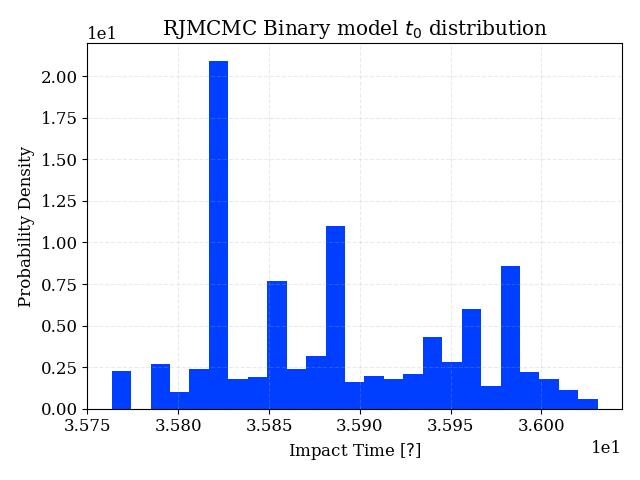 RJMCMC Binary model $t_0$ distribution
1e1
2.00
1.75
1.50
1.25
1.00
0.75
0.50
0.25
0.00
Probability Density
3.575 3.580 3.585 3.590 3.595 3.600
1e1
Impact Time [?]